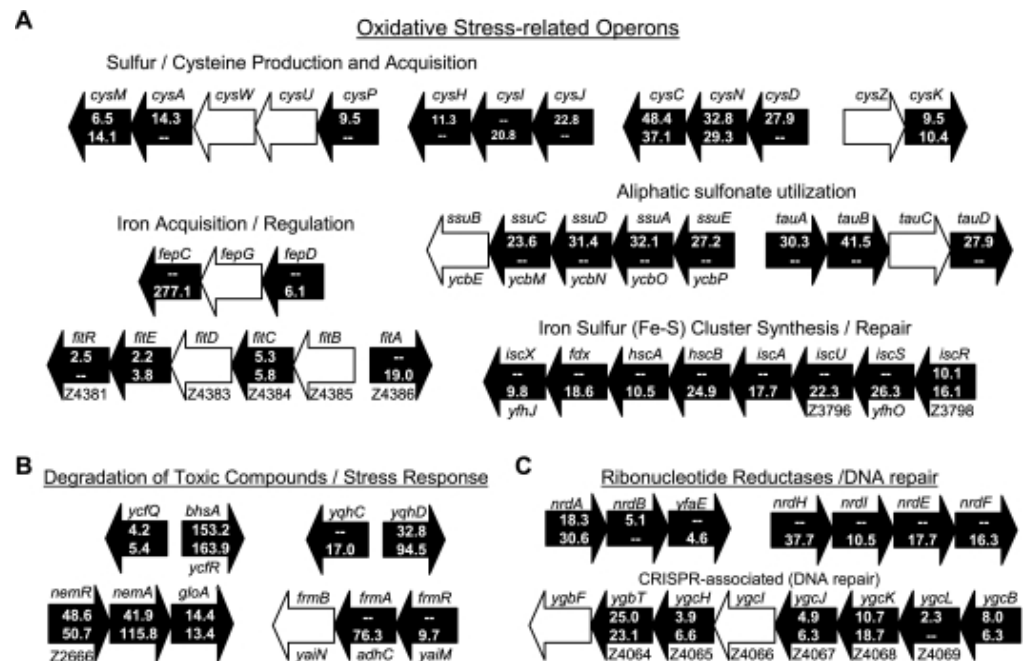 A
Oxidative Stress-related Operons
Sulfur / Cysteine Production and Acquisition
cysM cysA cysW cysU cysP cysH cysI cysJ cysC cysN cysD cysZ cysK
6.5 14.3 9.5 11.3 -- 22.8 48.4 32.8 27.9 9.5
14.1 -- -- -- 20.8 -- 37.1 29.3 -- 10.4
Aliphatic sulfonate utilization
ssuB ssuC ssuD ssuA ssuE tauA tauB tauC tauD
23.6 31.4 32.1 27.2 30.3 41.5 27.9
-- -- -- -- -- -- --
ycbE ycbM ycbN ycbO ycbP
Iron Acquisition / Regulation
fepC fepG fepD
-- --
277.1 6.1
fitR fitE fitD fitC fitB fitA
2.5 2.2 5.3 --
-- 3.8 5.8 19.0
Z4381 Z4383 Z4384 Z4385 Z4386
Iron Sulfur (Fe-S) Cluster Synthesis / Repair
iscX fdx hscA hscB iscA iscU iscS iscR
-- -- -- -- -- -- -- 10.1
9.8 18.6 10.5 24.9 17.7 22.3 26.3 16.1
yfhJ Z3796 yfhO Z3798
B
Degradation of Toxic Compounds / Stress Response
ycfQ bhsA yqhC yqhD
4.2 153.2 -- 32.8
5.4 163.9 17.0 94.5
ycfR
nemR nemA gloA frmB frmA frmR
48.6 41.9 14.4 -- --
50.7 115.8 13.4 76.3 9.7
Z2666 yaiN adhC yaiM
C
Ribonucleotide Reductases /DNA repair
nrdA nrdB yfaE nrdH nrdI nrdE nrdF
18.3 5.1 -- -- -- -- --
30.6 -- 4.6 37.7 10.5 17.7 16.3
CRISPR-associated (DNA repair)
ygbF ygbT ygcH ygcI ygcJ ygcK ygcL ygcB
25.0 3.9 4.9 10.7 2.3 8.0
23.1 6.6 6.3 18.7 -- 6.3
Z4064 Z4065 Z4066 Z4067 Z4068 Z4069